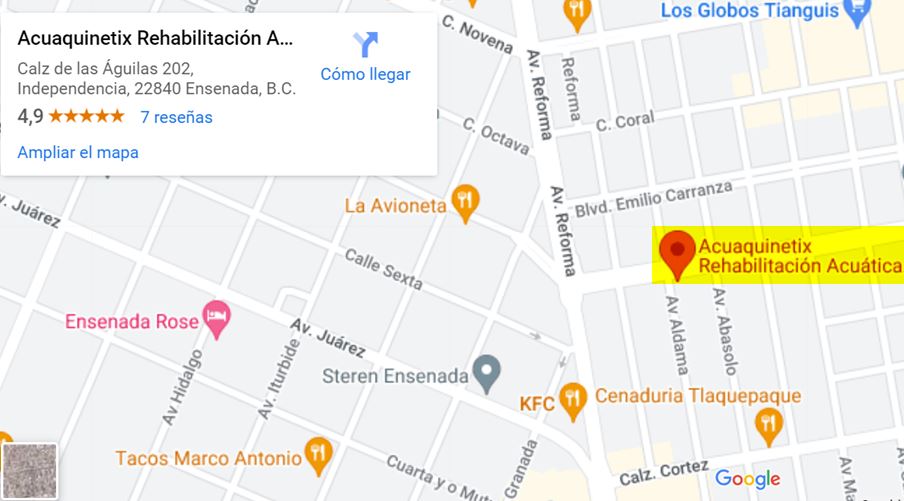 Acuaquinetix Rehabilitación A...
Calz de las Águilas 202,
Independencia, 22840 Ensenada, B.C.
4,9
7 reseñas
Ampliar el mapa
Cómo llegar
C. Novena
Los Globos Tianguis
Av. Reforma
Reforma
C. Coral
C. Octava
Blvd. Emilio Carranza
La Avioneta
Av. Reforma
Juárez
Acuaquinetix
Rehabilitación Acuática
Calle Sexta
Ensenada Rose
Av. Juárez
Av Aldama
Av. Abasolo
Steren Ensenada
Av Hidalgo
Av. Iturbide
KFC
Cenaduria Tlaquepaque
Tacos Marco Antonio
Cuarta y o Mut
Granada
Calz. Cortez
Google